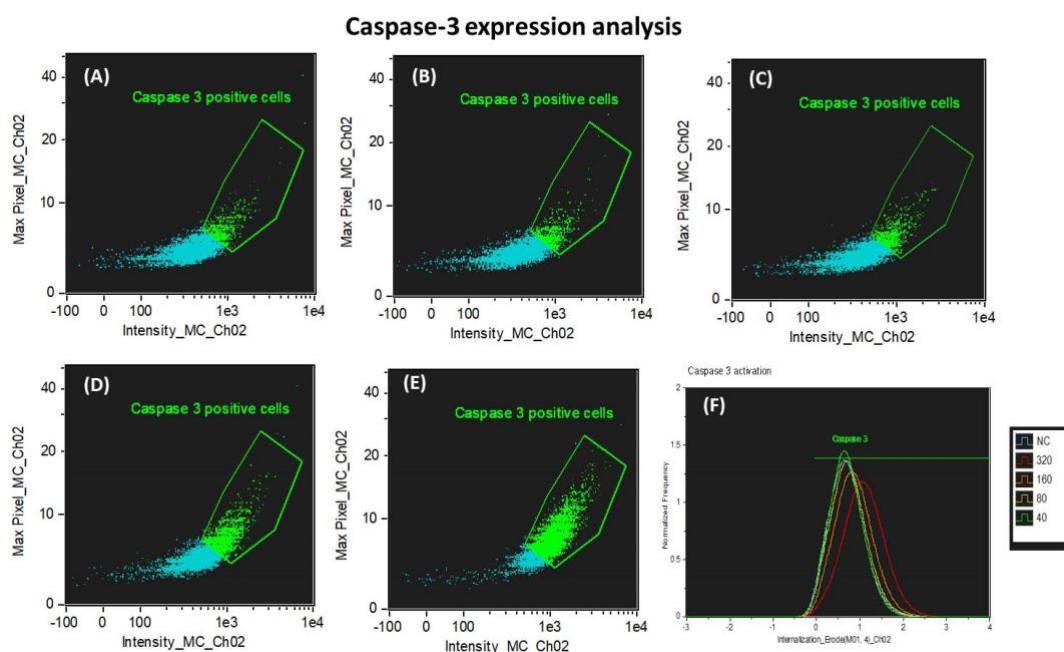 Caspase-3 expression analysis
(A)
Caspase 3 positive cells
Max Pixel_MC_Ch02
40
20
10
0
-100 0 100 1e3 1e4
Intensity_MC_Ch02
(B)
Caspase 3 positive cells
Max Pixel_MC_Ch02
40
20
10
0
-100 0 100 1e3 1e4
Intensity_MC_Ch02
(C)
Caspase 3 positive cells
Max Pixel_MC_Ch02
40
20
10
0
-100 0 100 1e3 1e4
Intensity_MC_Ch02
(D)
Caspase 3 positive cells
Max Pixel_MC_Ch02
40
20
10
0
-100 0 100 1e3 1e4
Intensity_MC_Ch02
(E)
Caspase 3 positive cells
Max Pixel_MC_Ch02
40
20
10
0
-100 0 100 1e3 1e4
Intensity_MC_Ch02
Caspase 3 activation
(F)
Caspase 3
Normalized Frequency
2
1.5
1
0.5
0
-3 -2 -1 0 1 2 3 4
Internalization_Erode(M01, 4)_Ch02
NC
320
160
80
40